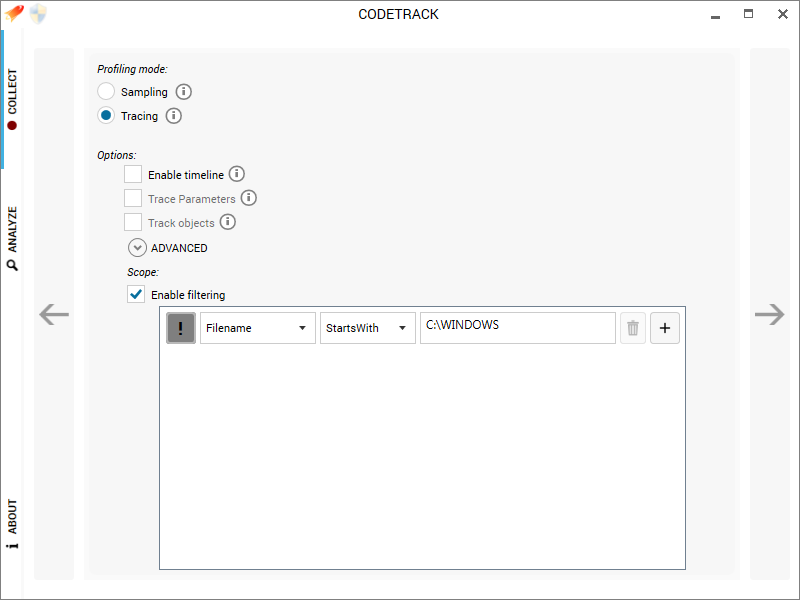 CODETRACK
COLLECT
ANALYZE
ABOUT
Profiling mode:
Sampling
Tracing
Options:
Enable timeline
Trace Parameters
Track objects
ADVANCED
Scope:
Enable filtering
! Filename StartsWith C:\WINDOWS +